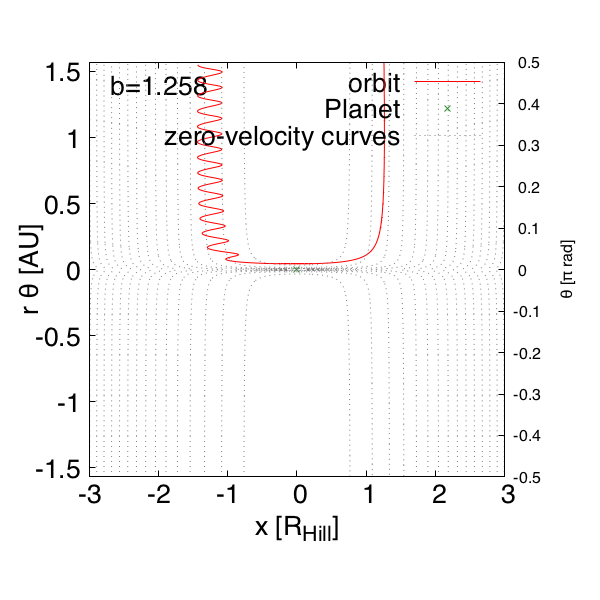 b=1.258
orbit
Planet
zero-velocity curves
1.5
1
0.5
0
-0.5
-1
-1.5
r θ [AU]
0.5
0.4
0.3
0.2
0.1
0
-0.1
-0.2
-0.3
-0.4
-0.5
θ [π rad]
-3 -2 -1 0 1 2 3
x [RHill]